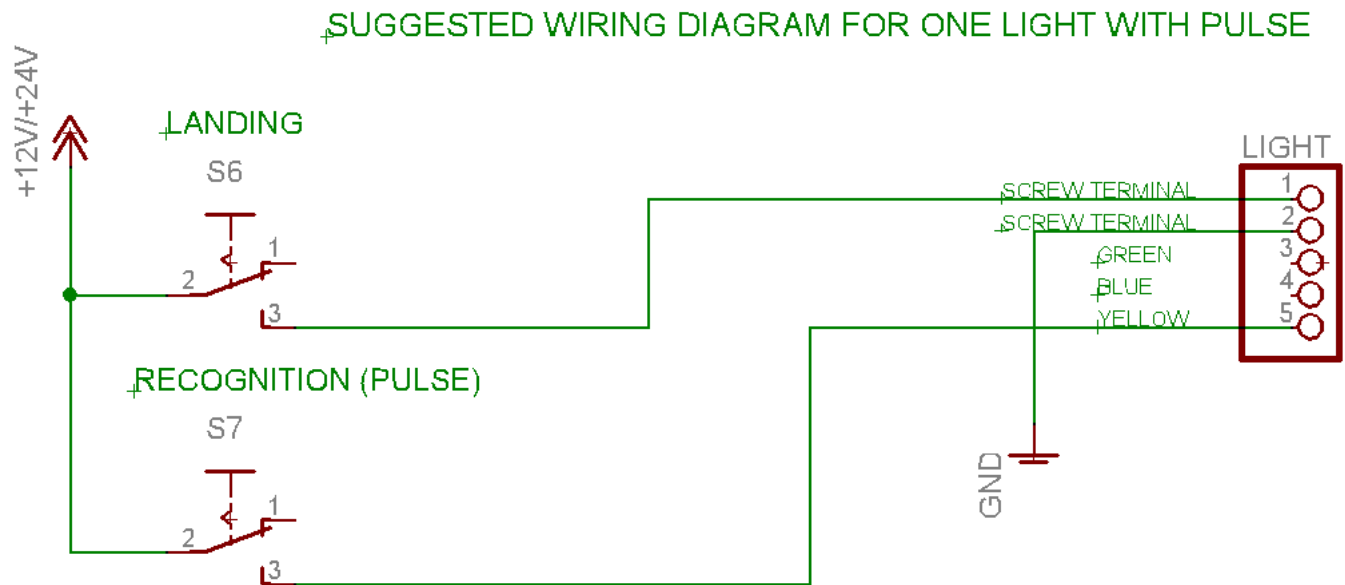 SUGGESTED WIRING DIAGRAM FOR ONE LIGHT WITH PULSE
+12V/+24V
LANDING
S6
1
2
3
RECOGNITION (PULSE)
S7
1
2
3
LIGHT
SCREW TERMINAL 1
SCREW TERMINAL 2
GREEN 3
BLUE 4
YELLOW 5
GND